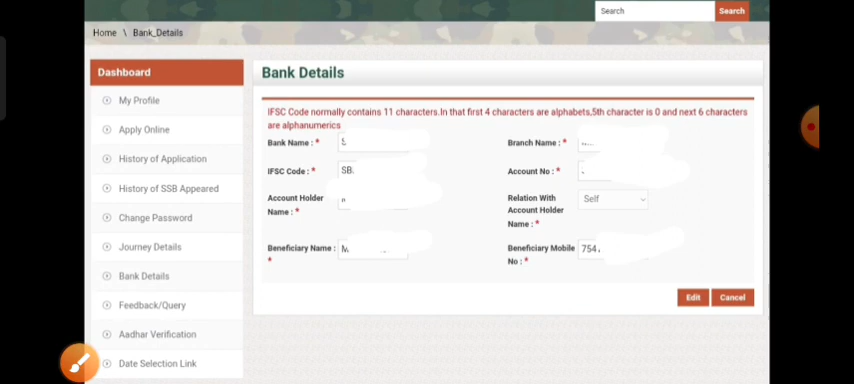 Search Search
Home \ Bank_Details
Dashboard
Bank Details
My Profile
IFSC Code normally contains 11 characters.In that first 4 characters are alphabets,5th character is 0 and next 6 characters
are alphanumerics
Apply Online
Bank Name : *
Branch Name : *
History of Application
IFSC Code : * SB
Account No : *
History of SSB Appeared
Account Holder
Name : *
Relation With
Account Holder
Name : *
Self
Change Password
Journey Details
Beneficiary Name :
*
Beneficiary Mobile
No : *
754
Bank Details
Feedback/Query
Edit Cancel
Aadhar Verification
Date Selection Link